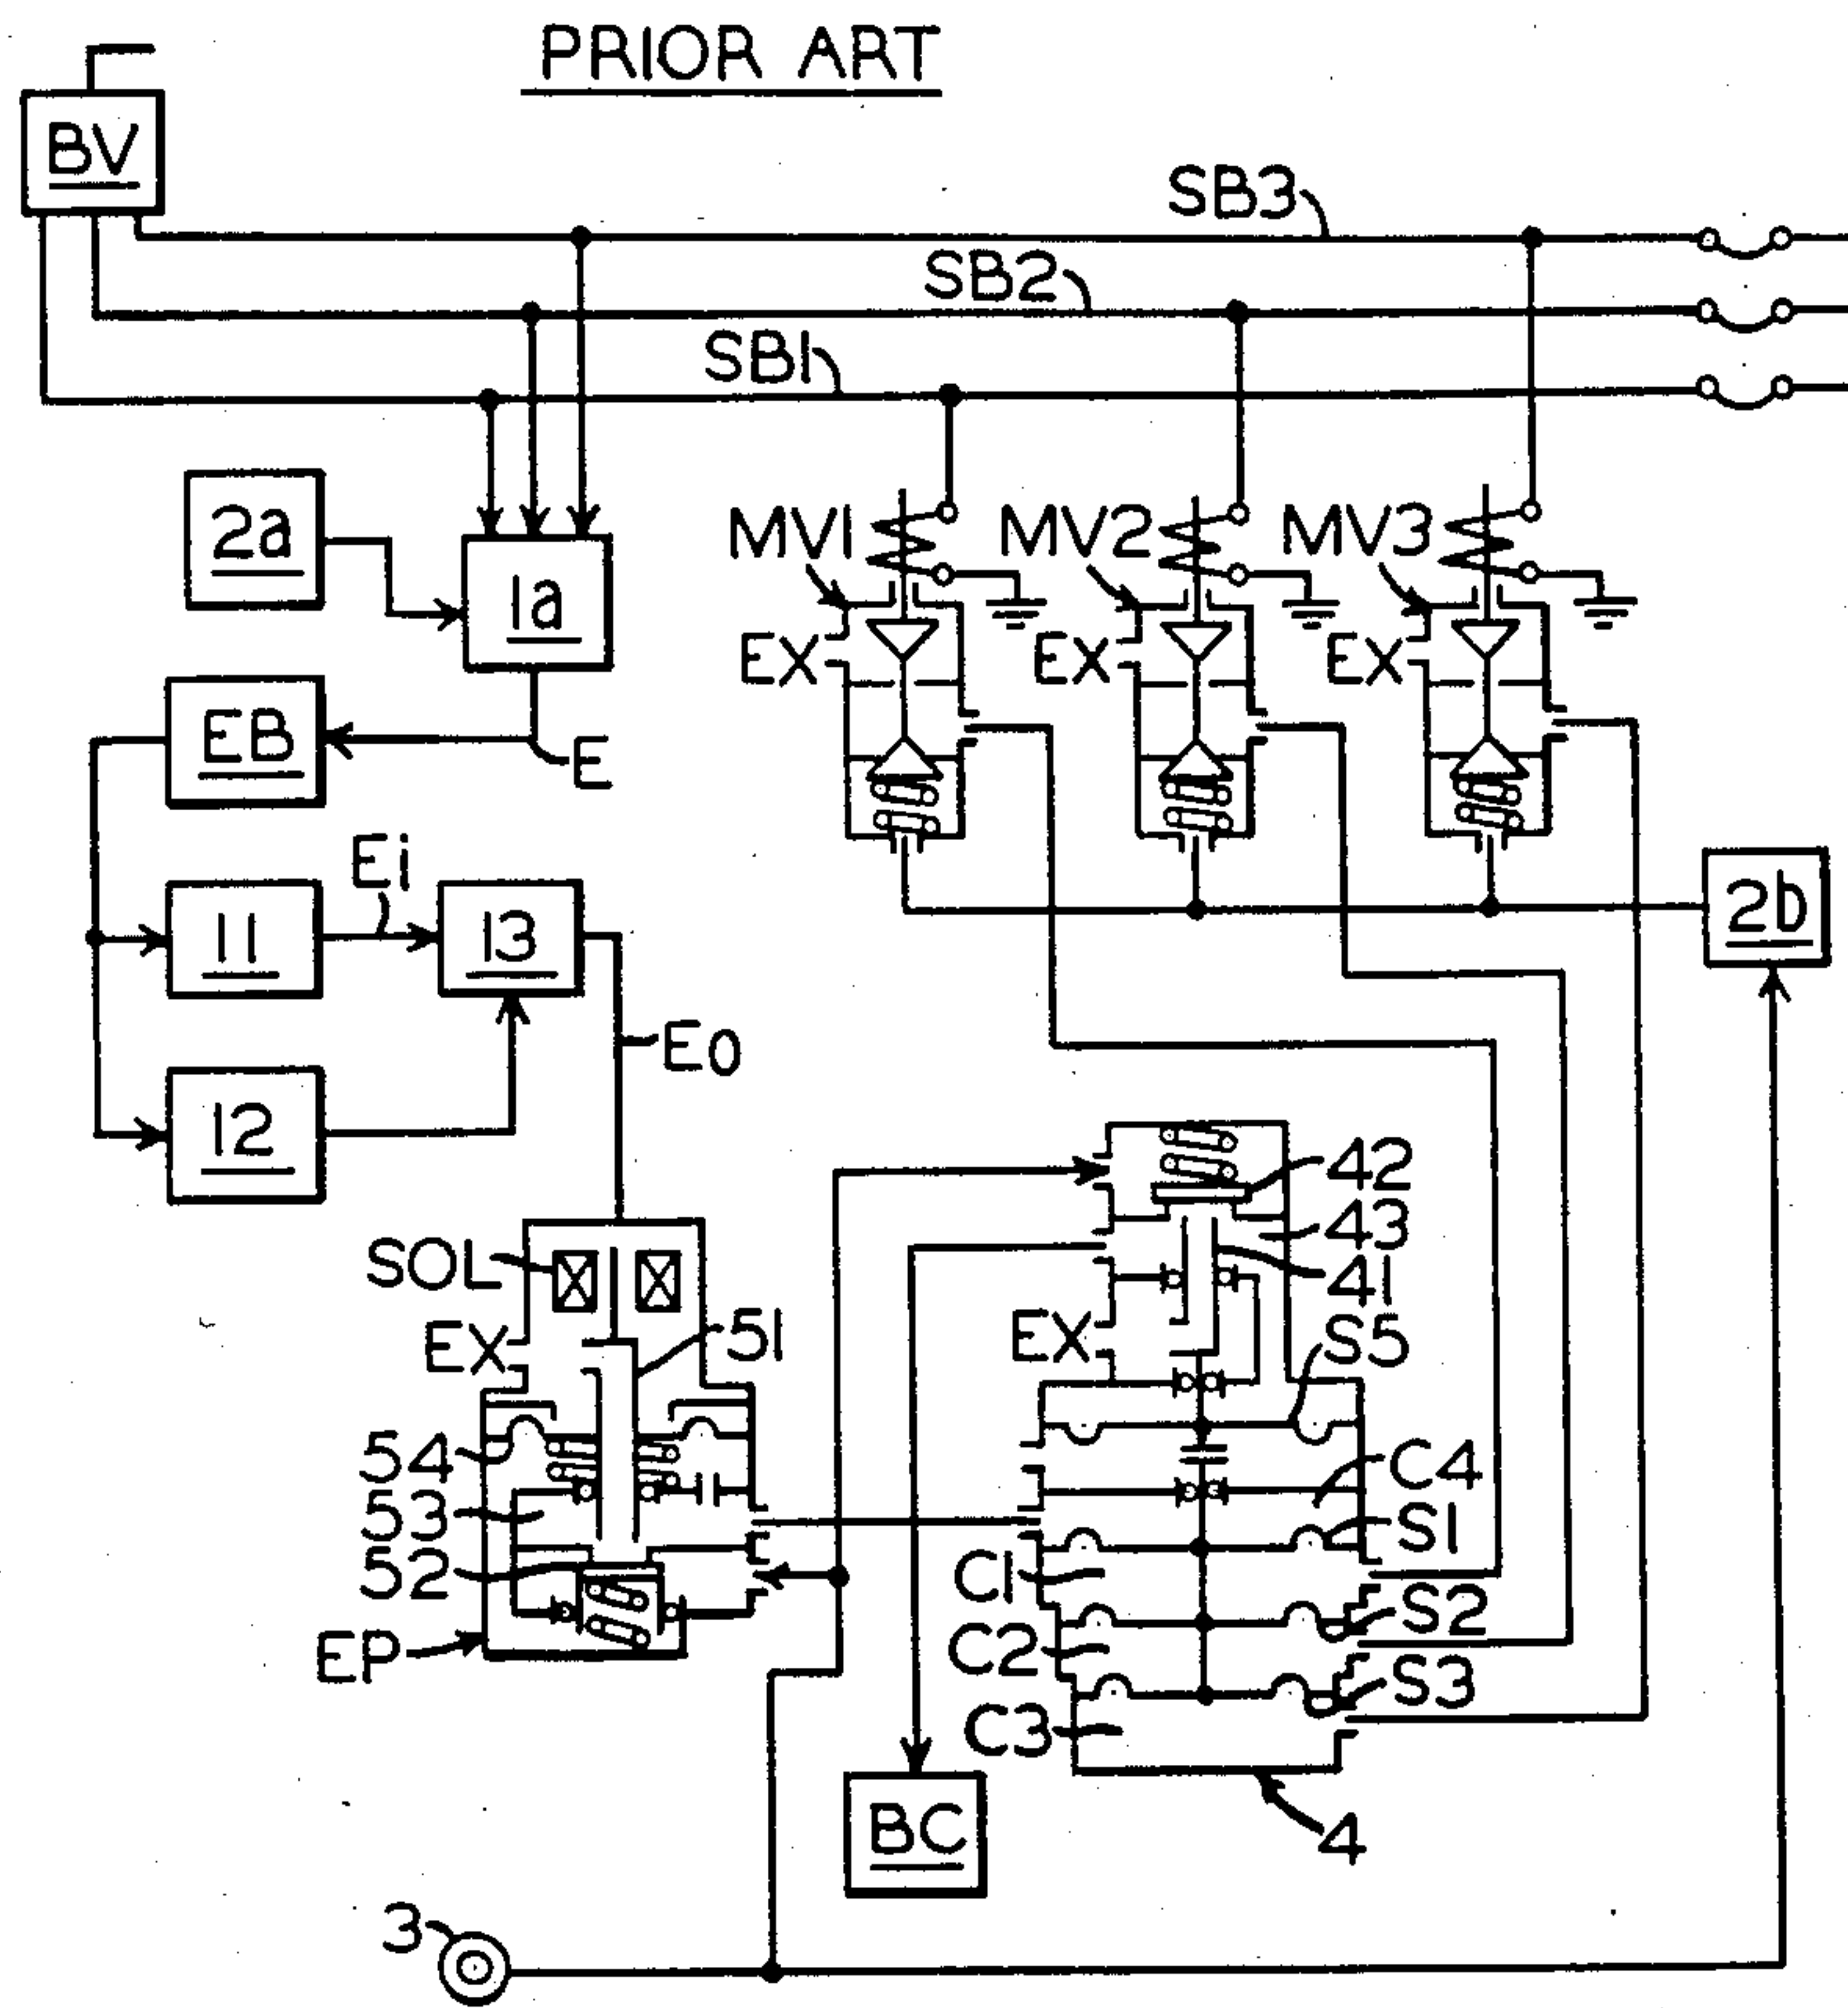 PRIOR ART
BV
SB3
SB2
SB1
2a
1a
MV1
MV2
MV3
EX
EX
EX
EB
E
Ei
11
13
2b
Eo
12
42
43
41
SOL
EX
51
EX
S5
54
C4
53
S1
52
C1
S2
EP
C2
S3
C3
BC
4
3